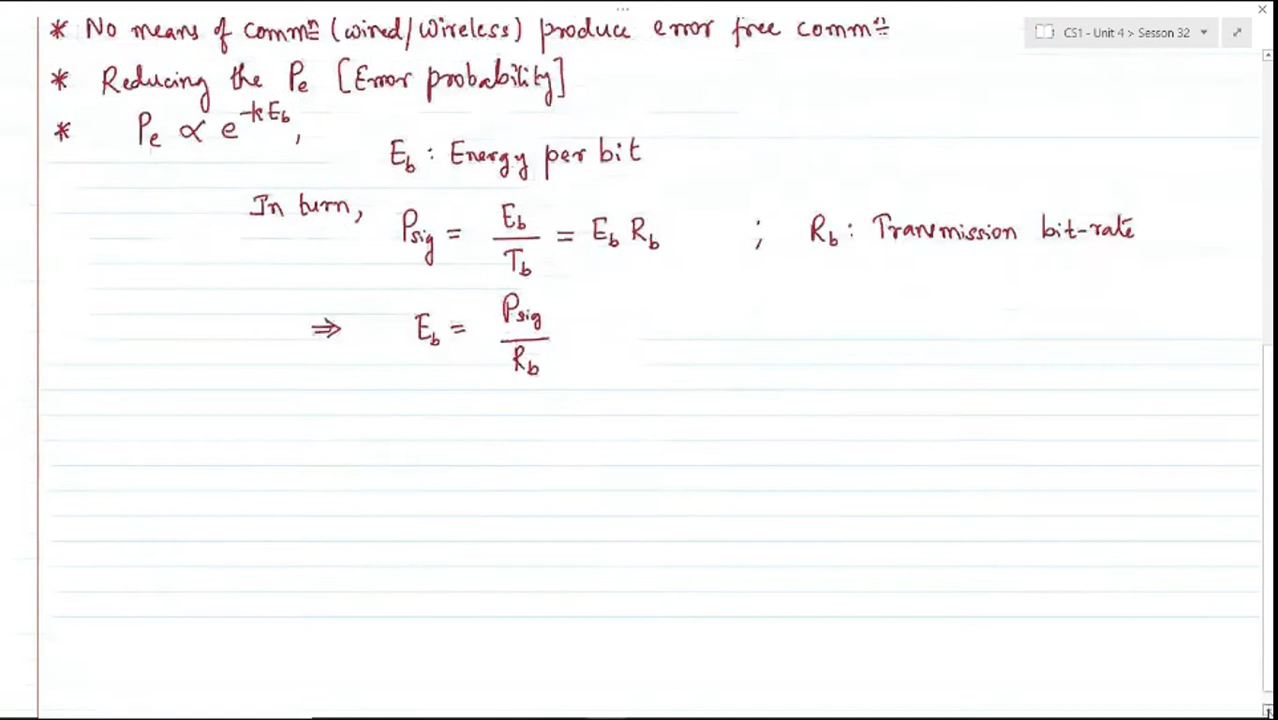 * No means of commⁿ (wired/wireless) produce error free commⁿ
CS1 - Unit 4 > Sesson 32
* Reducing the Pe [Error probability]
* Pe ∝ e^{-kEb},
Eb : Energy per bit
In turn, Psig = Eb/Tb = Eb Rb ; Rb : Transmission bit-rate
⇒ Eb = Psig/Rb